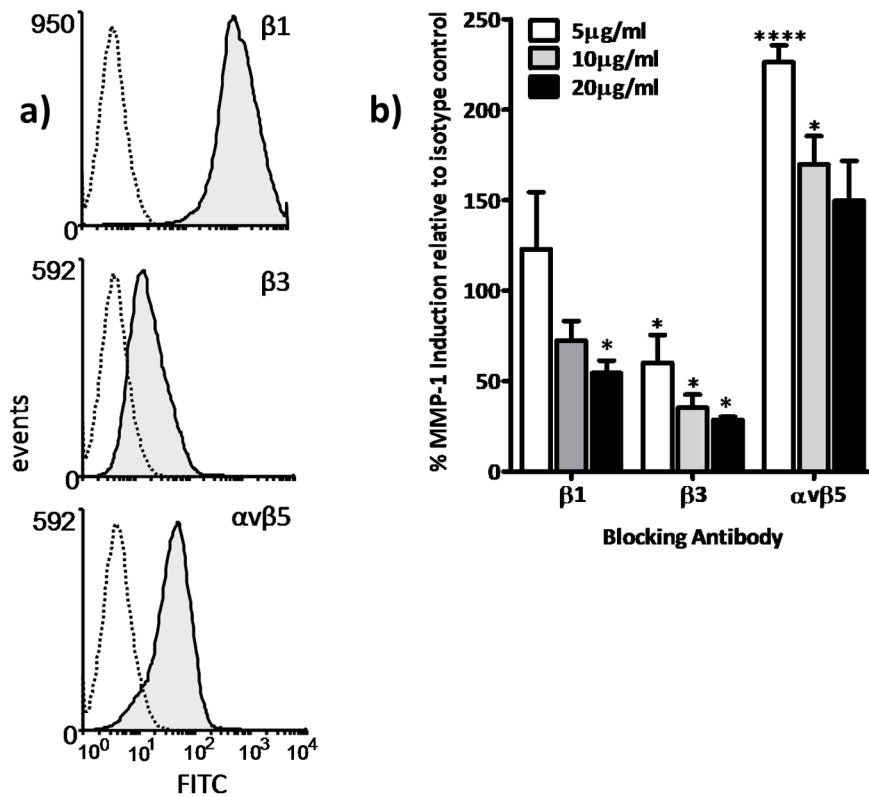 a)
950
β1
0
592
β3
0
events
592
αvβ5
0
10⁰ 10¹ 10² 10³ 10⁴
FITC
b)
5μg/ml
10μg/ml
20μg/ml
% MMP-1 Induction relative to isotype control
250
200
150
100
50
0
*
*
*
*
****
*
β1 β3 αvβ5
Blocking Antibody